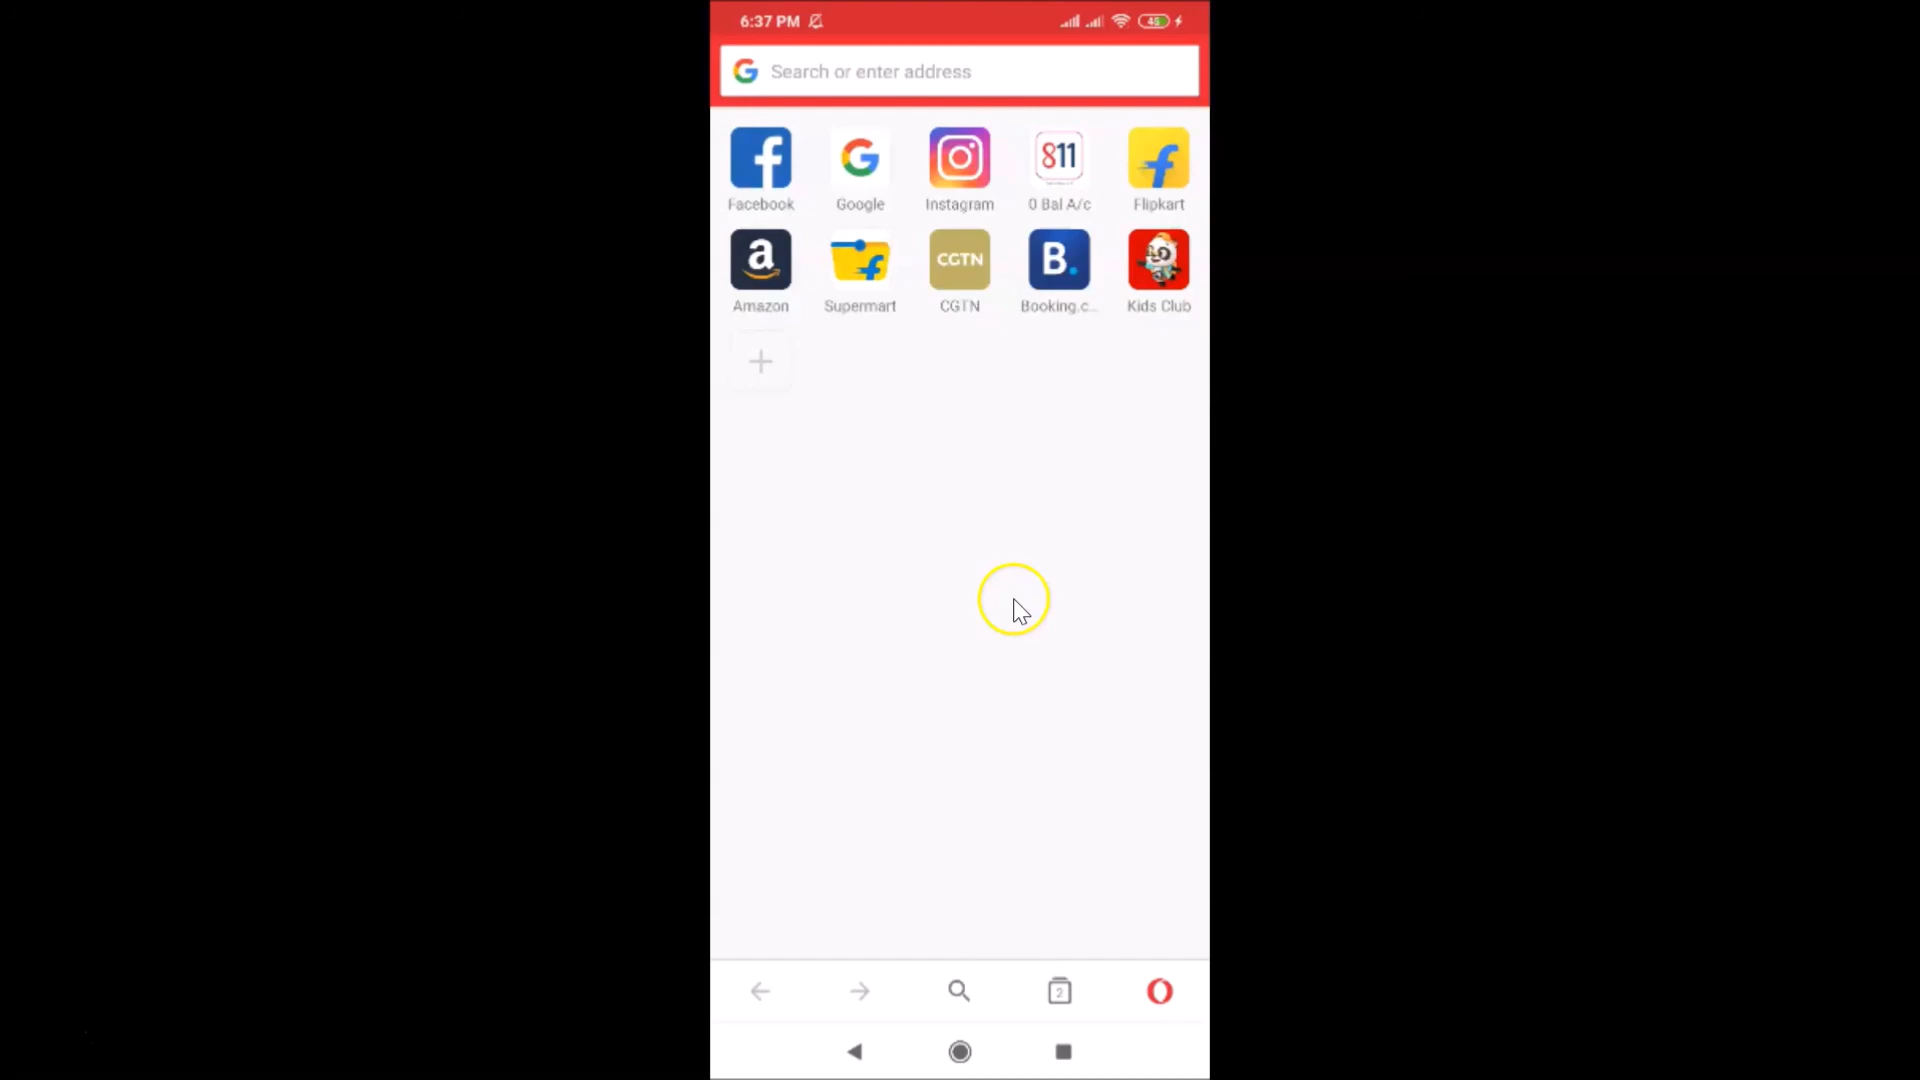 6:37 PM 45
Search or enter address
811
Facebook Google Instagram 0 Bal A/c Flipkart
a CGTN B.
Amazon Supermart CGTN Booking.c... Kids Club
2